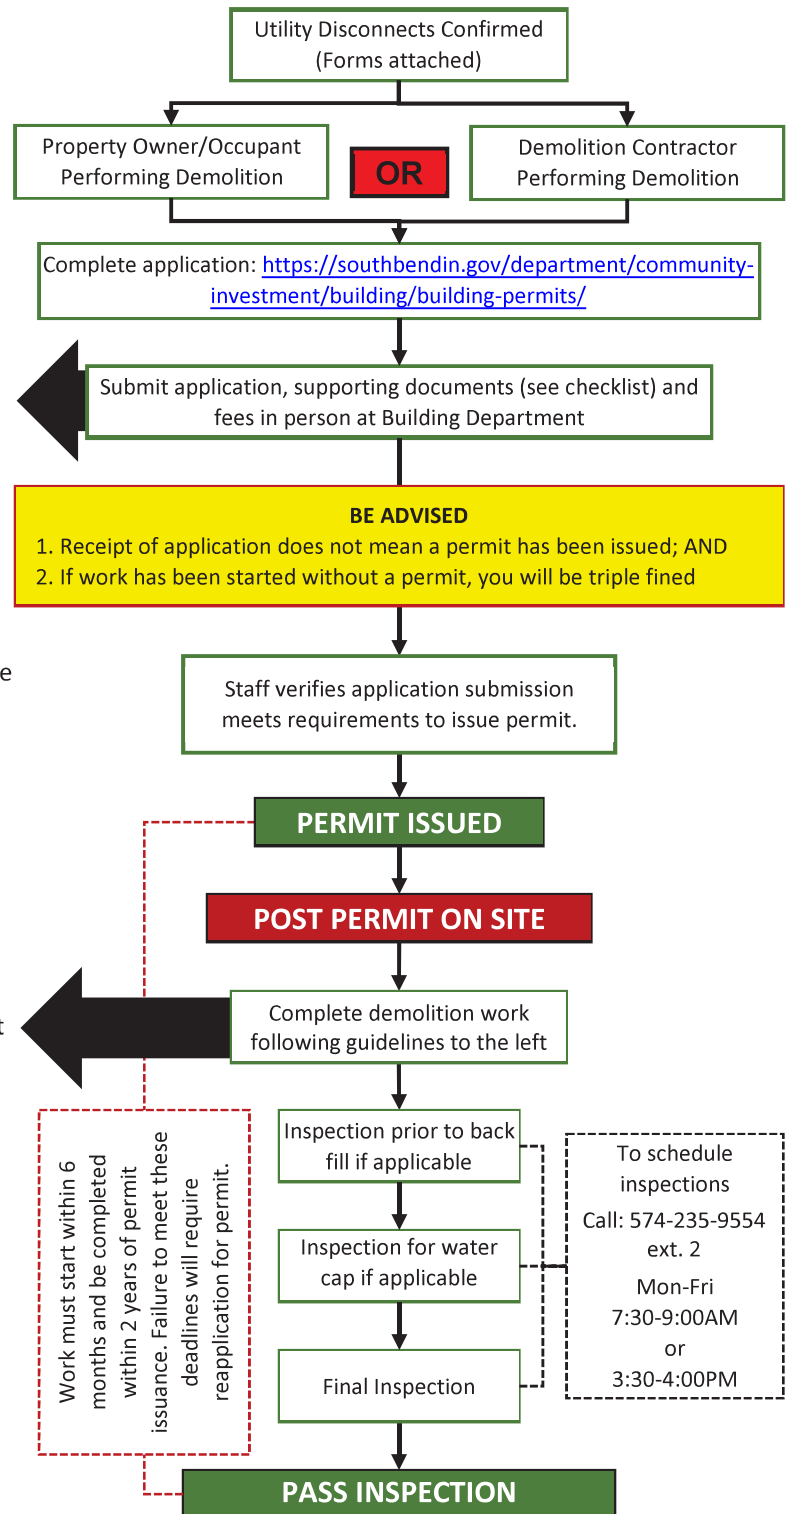 Utility Disconnects Confirmed
(Forms attached)
Property Owner/Occupant
Performing Demolition
OR
Demolition Contractor
Performing Demolition
Complete application: https://southbendin.gov/department/community-
investment/building/building-permits/
Submit application, supporting documents (see checklist) and
fees in person at Building Department
BE ADVISED
1. Receipt of application does not mean a permit has been issued; AND
2. If work has been started without a permit, you will be triple fined
e
Staff verifies application submission
meets requirements to issue permit.
PERMIT ISSUED
POST PERMIT ON SITE
t
Complete demolition work
following guidelines to the left
Work must start within 6
months and be completed
within 2 years of permit
issuance. Failure to meet these
deadlines will require
reapplication for permit.
Inspection prior to back
fill if applicable
Inspection for water
cap if applicable
Final Inspection
To schedule
inspections
Call: 574-235-9554
ext. 2
Mon-Fri
7:30-9:00AM
or
3:30-4:00PM
PASS INSPECTION